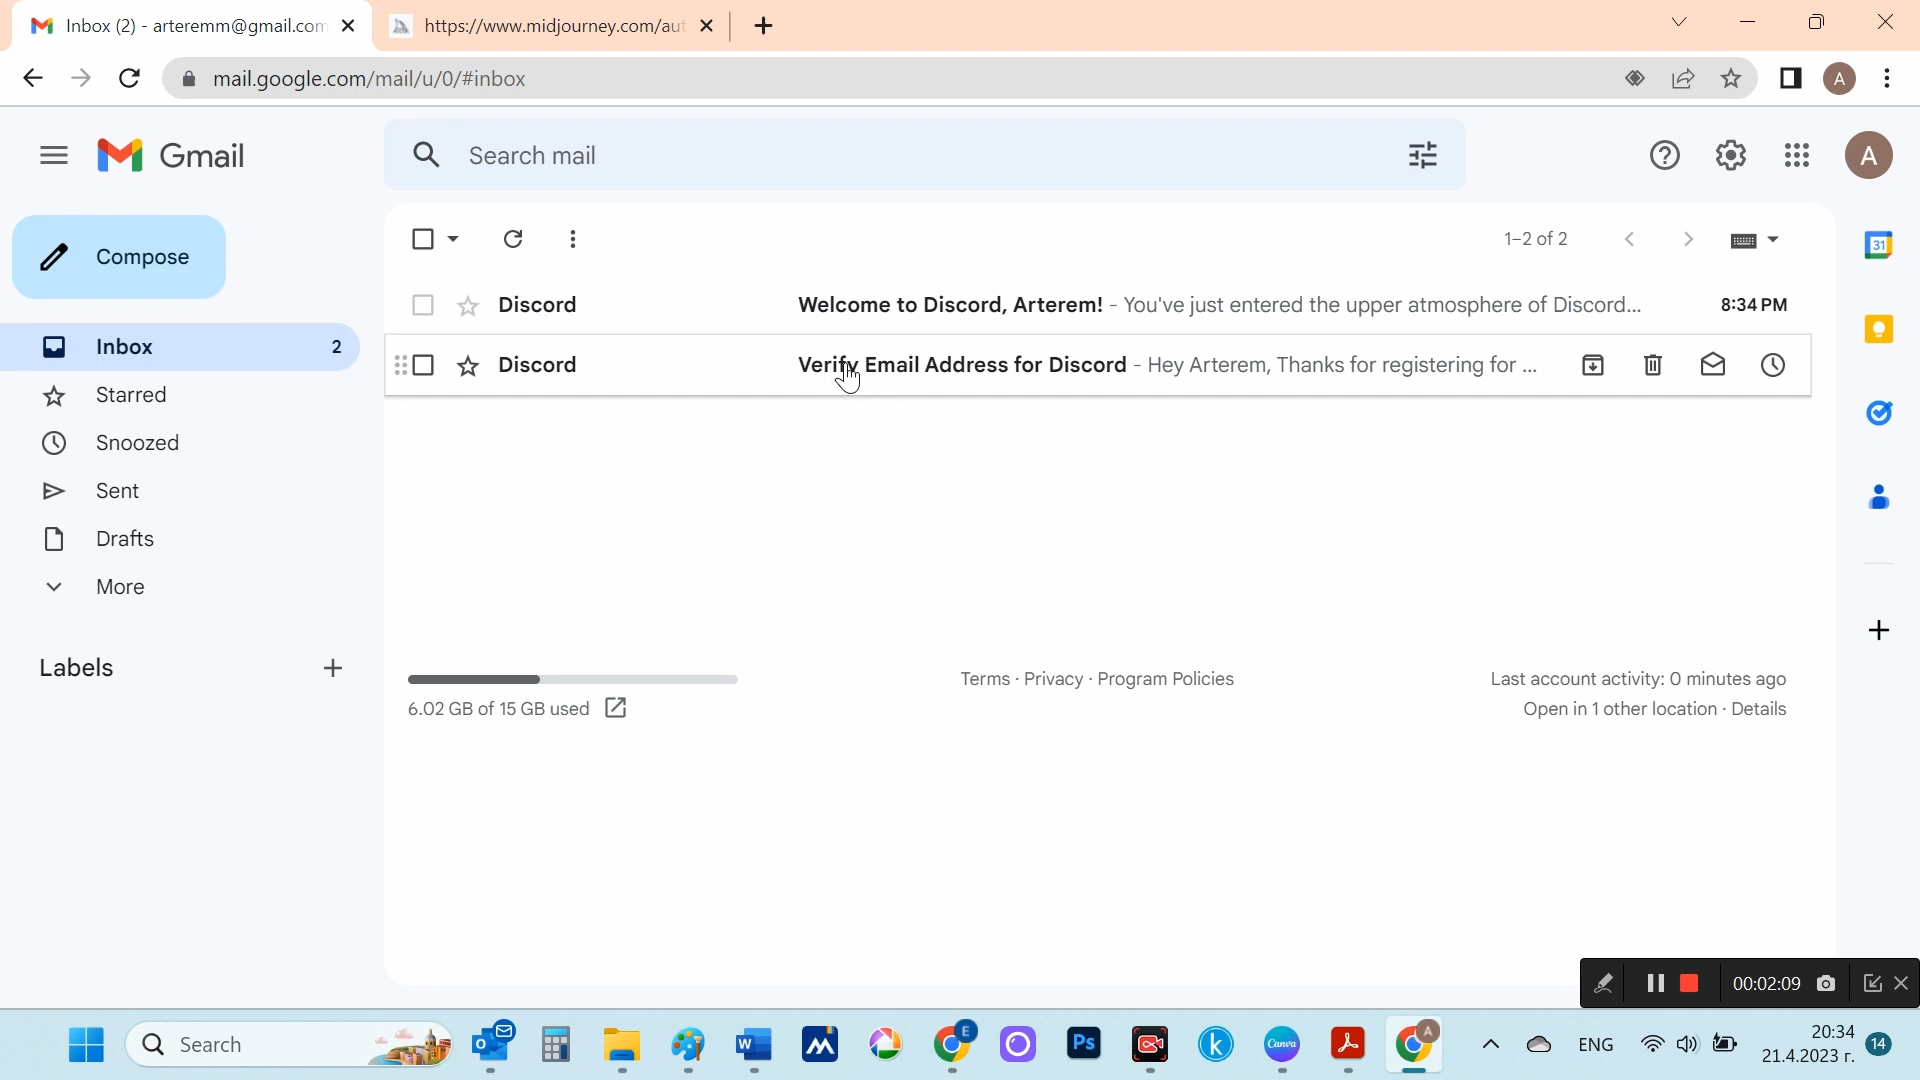 Inbox (2) - arteremm@gmail.com
https://www.midjourney.com/aut
mail.google.com/mail/u/0/#inbox
A
Gmail
Search mail
A
Compose
1–2 of 2
31
Discord Welcome to Discord, Arterem! - You've just entered the upper atmosphere of Discord... 8:34 PM
Inbox 2
Discord Verify Email Address for Discord - Hey Arterem, Thanks for registering for ...
Starred
Snoozed
Sent
Drafts
More
Labels
6.02 GB of 15 GB used
Terms · Privacy · Program Policies
Last account activity: 0 minutes ago
Open in 1 other location · Details
00:02:09
Search
O
W
E
Ps
k
Canva
A
ENG
20:34
21.4.2023 г.
14